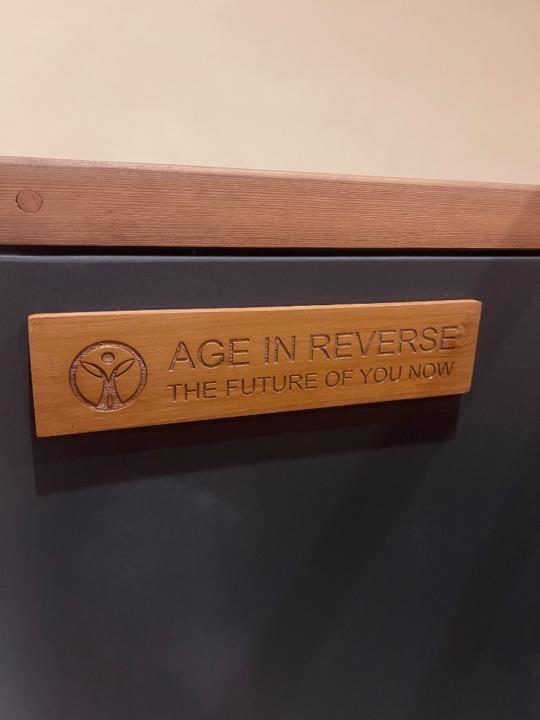 AGE IN REVERSE
THE FUTURE OF YOU NOW